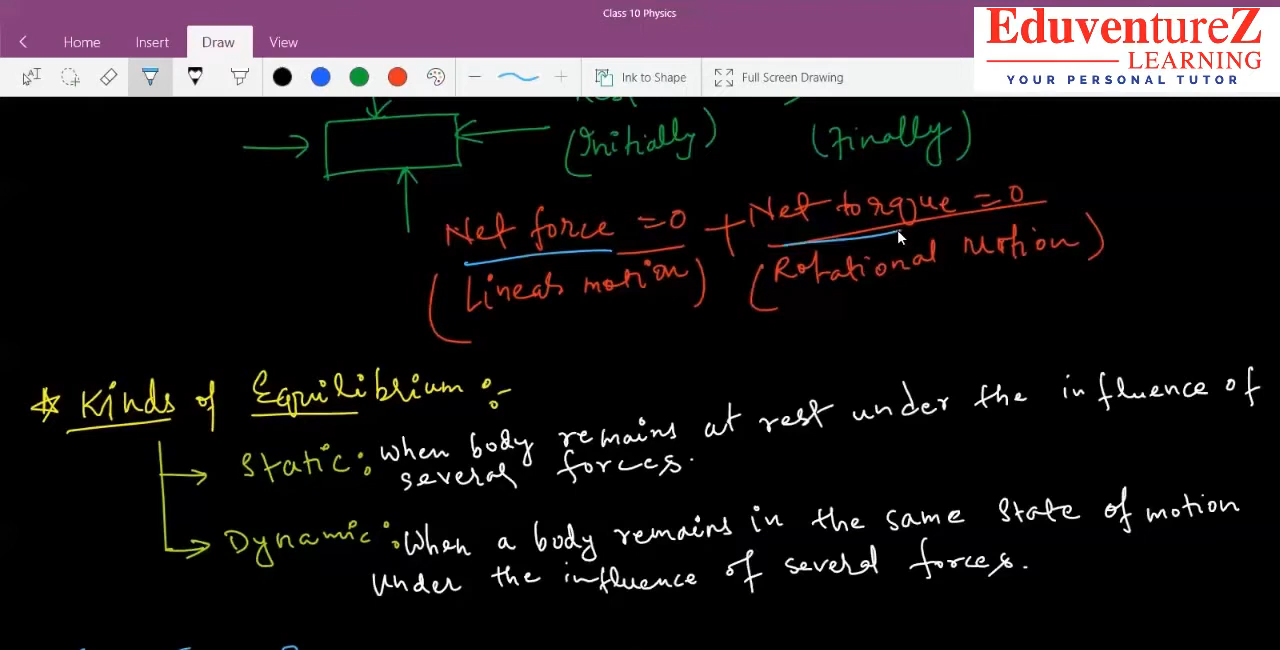 Class 10 Physics
EduventureZ
LEARNING
YOUR PERSONAL TUTOR
Home Insert Draw View
Ink to Shape Full Screen Drawing
(Initially) (Finally)
Net force = 0 + Net torque = 0
(Linear motion) (Rotational Motion)
* Kinds of Equilibrium :-
Static : When body remains at rest under the influence of
several forces.
Dynamic : When a body remains in the same state of motion
under the influence of several forces.